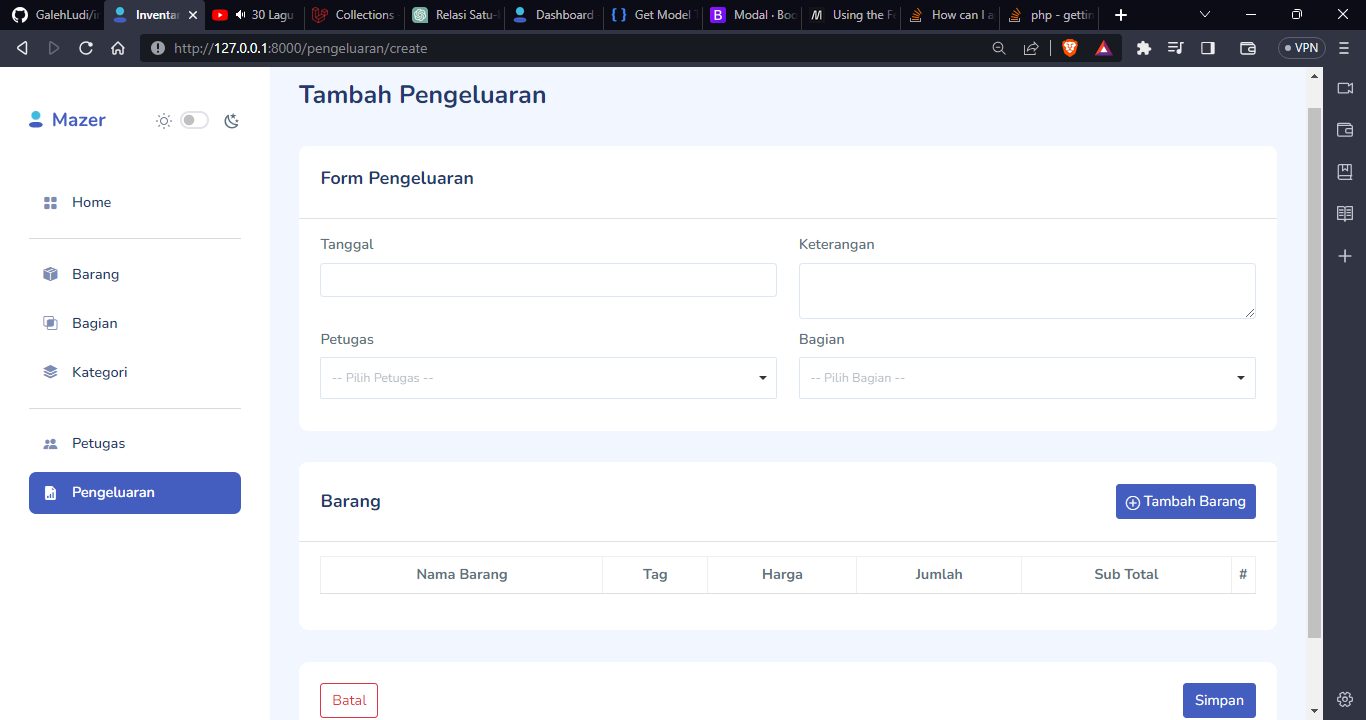 GalehLudi/i
Inventa
30 Lagu
Collections
Relasi Satu-
Dashboard
Get Model
Modal · Boo
Using the F
How can I a
php - gettin
http://127.0.0.1:8000/pengeluaran/create
VPN
Mazer
Home
Barang
Bagian
Kategori
Petugas
Pengeluaran
Tambah Pengeluaran
Form Pengeluaran
Tanggal
Keterangan
Petugas
Bagian
-- Pilih Petugas --
-- Pilih Bagian --
Barang
Tambah Barang
Nama Barang Tag Harga Jumlah Sub Total #
Batal
Simpan